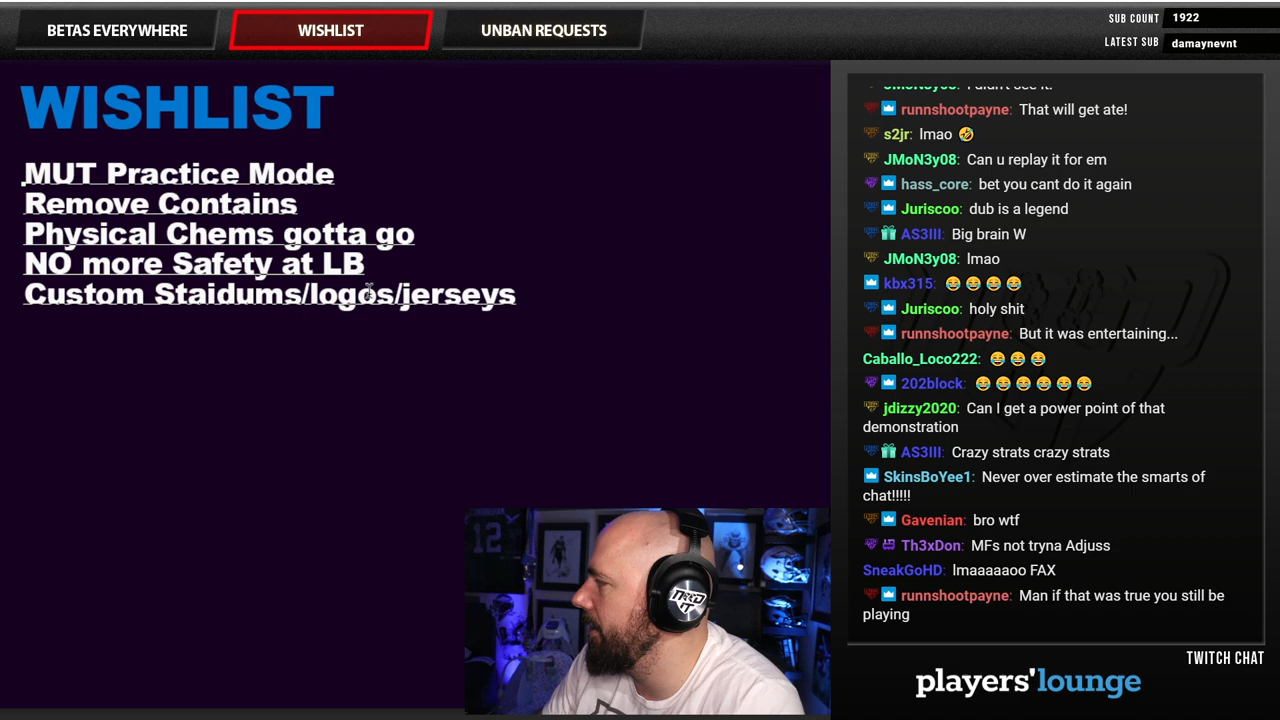 BETAS EVERYWHERE
WISHLIST
UNBAN REQUESTS
SUB COUNT 1922
LATEST SUB damaynevnt
WISHLIST
MUT Practice Mode
Remove Contains
Physical Chems gotta go
NO more Safety at LB
Custom Staidums/logos/jerseys
runnshootpayne: That will get ate!
s2jr: lmao 🤣
JMoN3y08: Can u replay it for em
hass_core: bet you cant do it again
Juriscoo: dub is a legend
AS3III: Big brain W
JMoN3y08: lmao
kbx315: 😂 😂 😂 😂
Juriscoo: holy shit
runnshootpayne: But it was entertaining...
Caballo_Loco222: 😂 😂 😂
202block: 😂 😂 😂 😂 😂 😂
jdizzy2020: Can I get a power point of that
demonstration
AS3III: Crazy strats crazy strats
SkinsBoYee1: Never over estimate the smarts of
chat!!!!!
Gavenian: bro wtf
Th3xDon: MFs not tryna Adjuss
SneakGoHD: lmaaaaoo FAX
runnshootpayne: Man if that was true you still be
playing
TWITCH CHAT
players'lounge
12
NEED IT